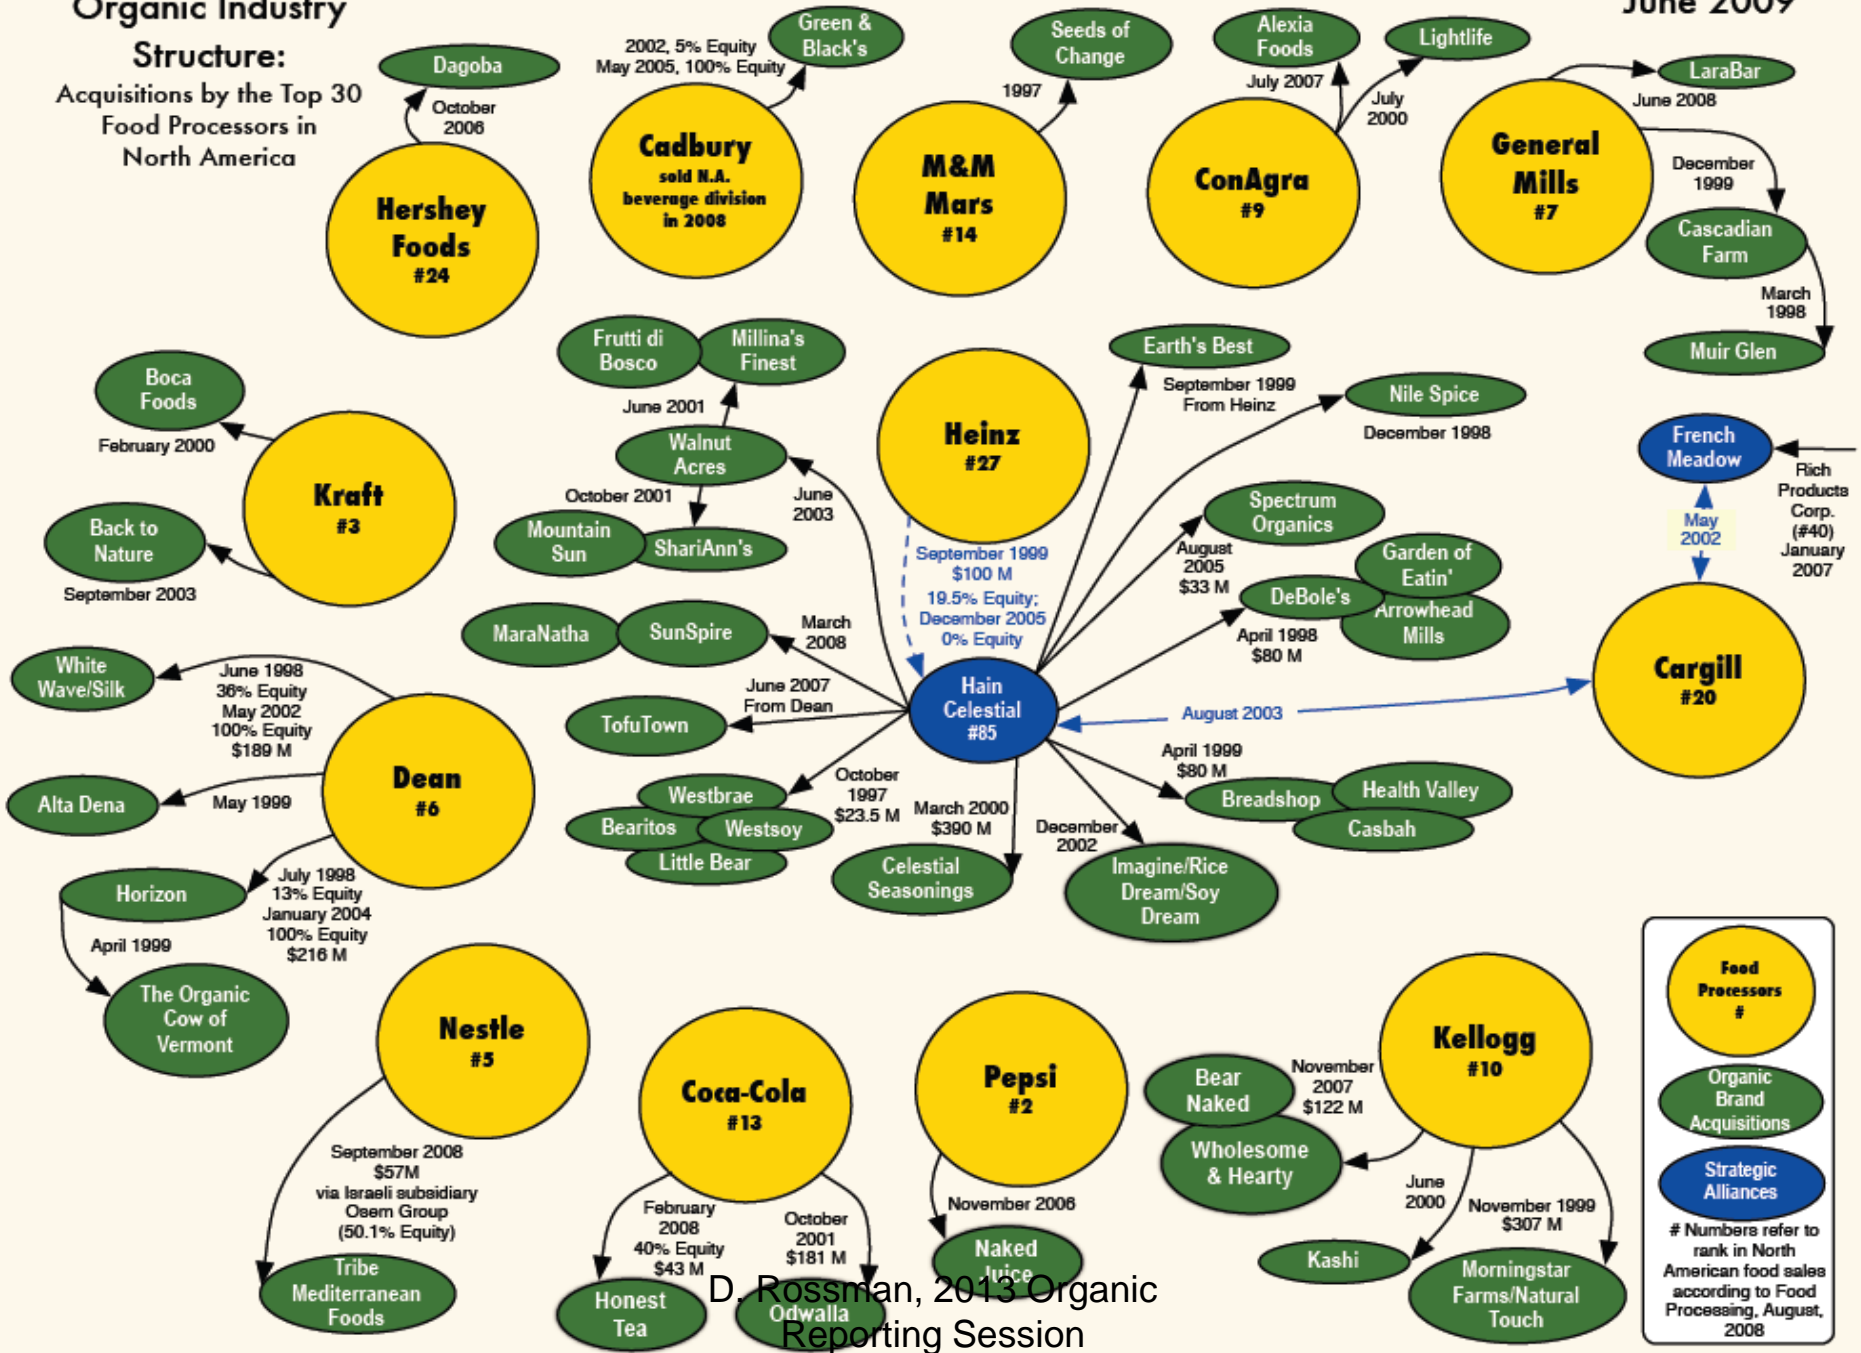 Organic Industry
Structure:
Acquisitions by the Top 30
Food Processors in
North America
June 2009
Dagoba
October
2006
Hershey
Foods
#24
2002, 5% Equity
May 2005, 100% Equity
Green &
Black's
Cadbury
sold N.A.
beverage division
in 2008
Seeds of
Change
1997
M&M
Mars
#14
Alexia
Foods
July 2007
Lightlife
July
2000
ConAgra
#9
LaraBar
June 2008
General
Mills
#7
December
1999
Cascadian
Farm
March
1998
Muir Glen
Boca
Foods
February 2000
Kraft
#3
Back to
Nature
September 2003
Frutti di
Bosco
Millina's
Finest
June 2001
Walnut
Acres
October 2001
Mountain
Sun
ShariAnn's
June
2003
Heinz
#27
September 1999
$100 M
19.5% Equity;
December 2005
0% Equity
Earth's Best
September 1999
From Heinz
Nile Spice
December 1998
Spectrum
Organics
August
2005
$33 M
Garden of
Eatin'
DeBole's
Arrowhead
Mills
April 1998
$80 M
French
Meadow
Rich
Products
Corp.
(#40)
January
2007
May
2002
Cargill
#20
August 2003
MaraNatha
SunSpire
March
2008
Hain
Celestial
#85
June 2007
From Dean
TofuTown
White
Wave/Silk
June 1998
36% Equity
May 2002
100% Equity
$189 M
Dean
#6
Alta Dena
May 1999
Horizon
July 1998
13% Equity
January 2004
100% Equity
$216 M
April 1999
The Organic
Cow of
Vermont
Westbrae
Bearitos
Westsoy
Little Bear
October
1997
$23.5 M
March 2000
$390 M
Celestial
Seasonings
December
2002
Imagine/Rice
Dream/Soy
Dream
April 1999
$80 M
Breadshop
Health Valley
Casbah
Nestle
#5
September 2008
$57M
via Israeli subsidiary
Osem Group
(50.1% Equity)
Tribe
Mediterranean
Foods
Coca-Cola
#13
February
2008
40% Equity
$43 M
Honest
Tea
October
2001
$181 M
Odwalla
Pepsi
#2
November 2006
Naked
Juice
Kellogg
#10
Bear
Naked
November
2007
$122 M
Wholesome
& Hearty
June
2000
Kashi
November 1999
$307 M
Morningstar
Farms/Natural
Touch
Food
Processors
#
Organic
Brand
Acquisitions
Strategic
Alliances
# Numbers refer to
rank in North
American food sales
according to Food
Processing, August,
2008
D. Rossman, 2013 Organic
Reporting Session